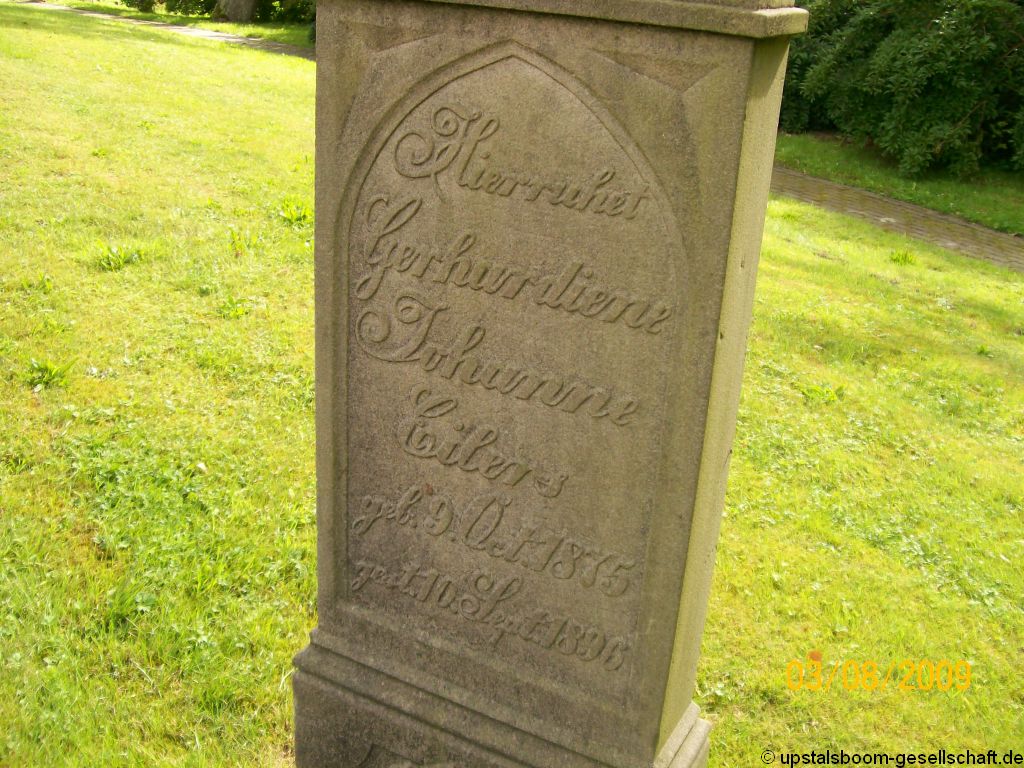 Hier ruhet
Gerhardiene
Johanne
Eilers
geb. 9. Oct. 1875
gest. 10. Sept. 1896
03/08/2009
© upstalsboom-gesellschaft.de